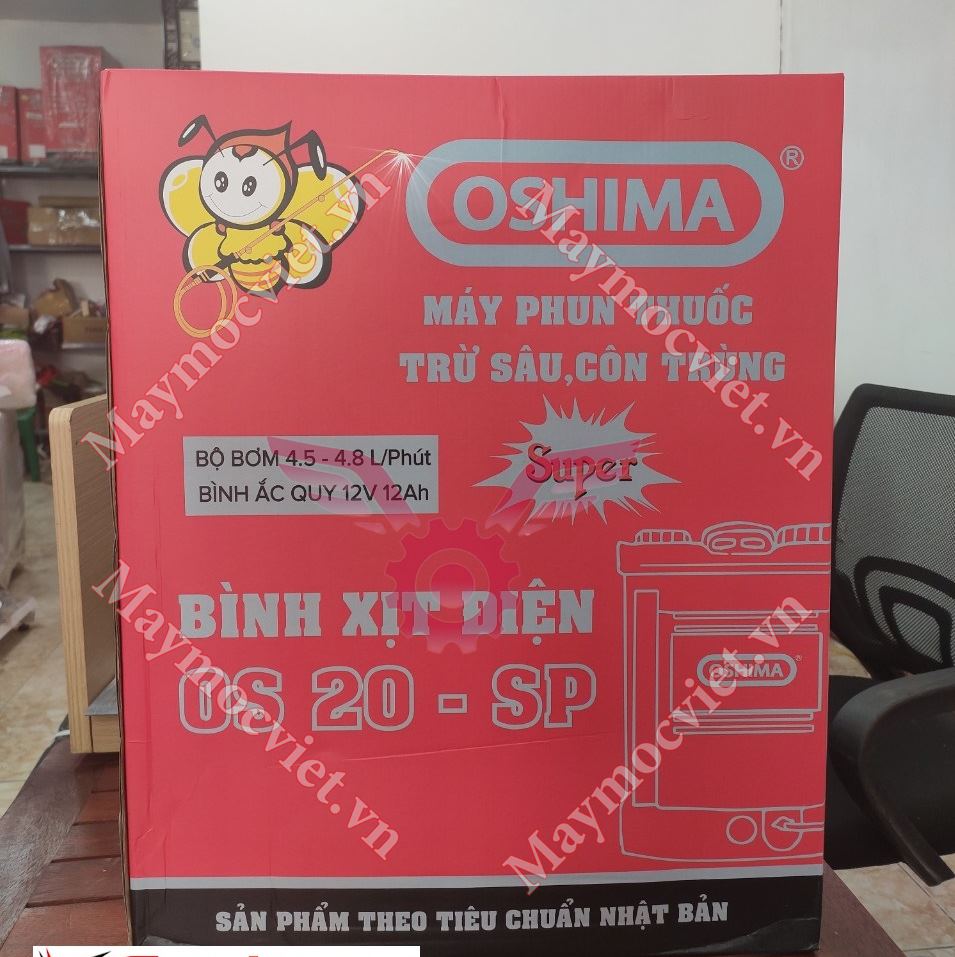 OSHIMA ®
MÁY PHUN THUỐC
TRỪ SÂU,CÔN TRÙNG
BỘ BƠM 4.5 - 4.8 L/Phút
BÌNH ẮC QUY 12V 12Ah
Super
BÌNH XỊT ĐIỆN
OS 20 - SP
OSHIMA ®
SẢN PHẨM THEO TIÊU CHUẨN NHẬT BẢN
Maymocviet.vn
Maymocviet.vn
Maymocviet.vn
Maymocviet.vn